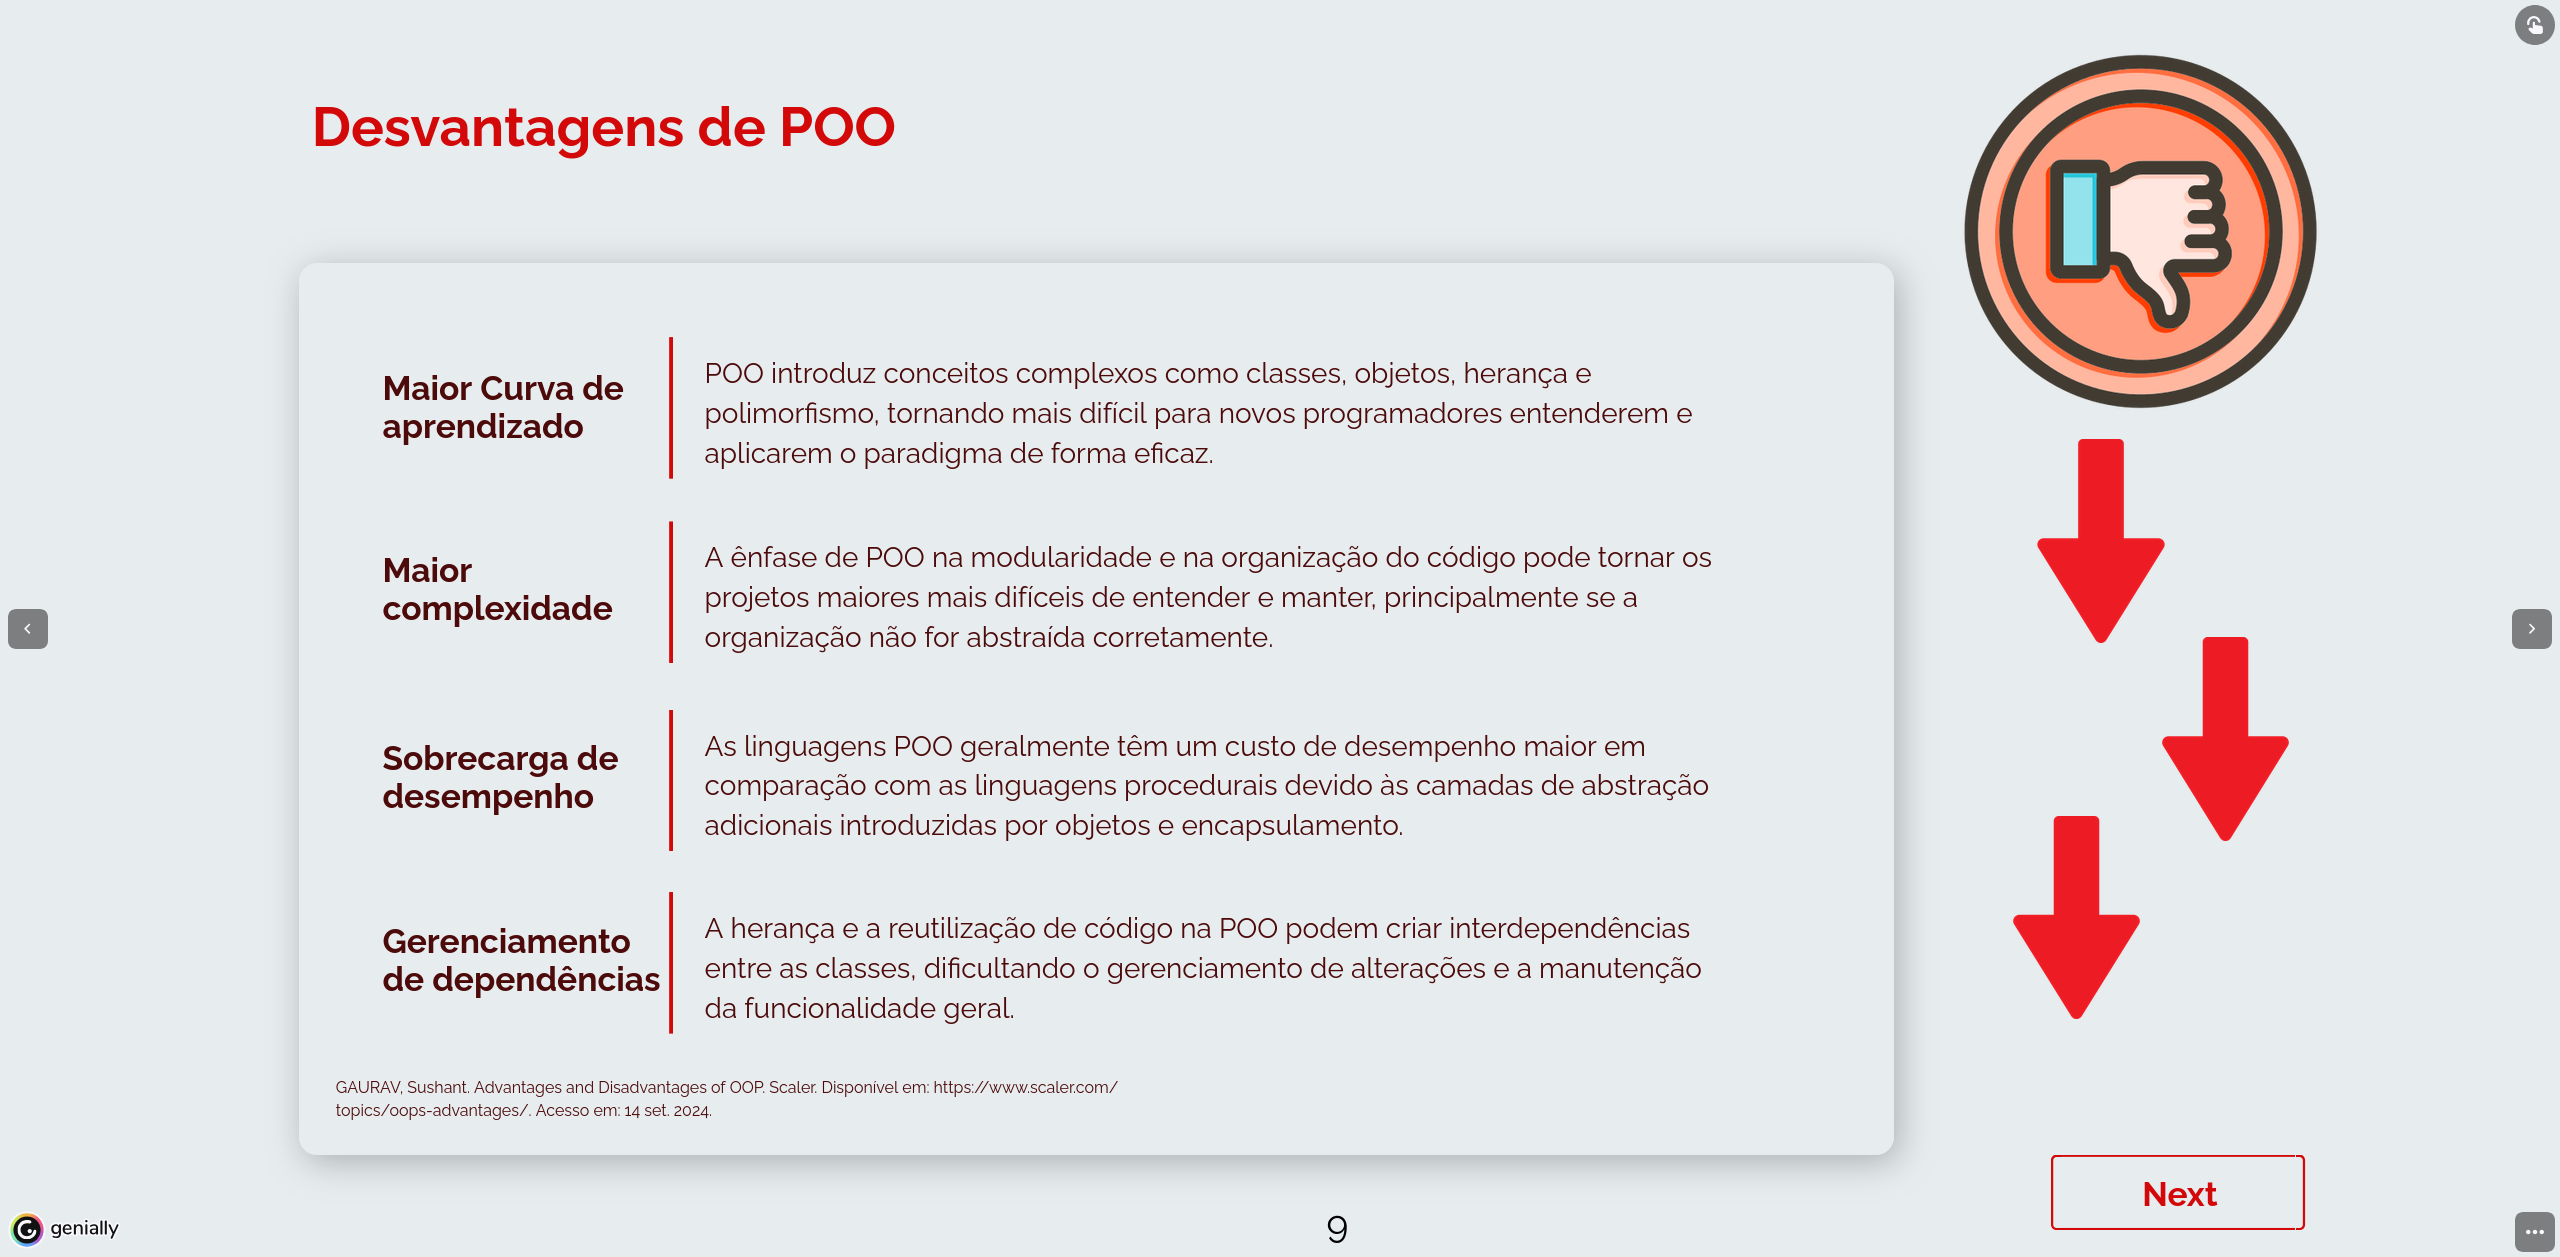 Desvantagens de POO
Maior Curva de
aprendizado
POO introduz conceitos complexos como classes, objetos, herança e
polimorfismo, tornando mais difícil para novos programadores entenderem e
aplicarem o paradigma de forma eficaz.
Maior
complexidade
A ênfase de POO na modularidade e na organização do código pode tornar os
projetos maiores mais difíceis de entender e manter, principalmente se a
organização não for abstraída corretamente.
Sobrecarga de
desempenho
As linguagens POO geralmente têm um custo de desempenho maior em
comparação com as linguagens procedurais devido às camadas de abstração
adicionais introduzidas por objetos e encapsulamento.
Gerenciamento
de dependências
A herança e a reutilização de código na POO podem criar interdependências
entre as classes, dificultando o gerenciamento de alterações e a manutenção
da funcionalidade geral.
GAURAV, Sushant. Advantages and Disadvantages of OOP. Scaler. Disponível em: https://www.scaler.com/
topics/oops-advantages/. Acesso em: 14 set. 2024.
Next
genially
9